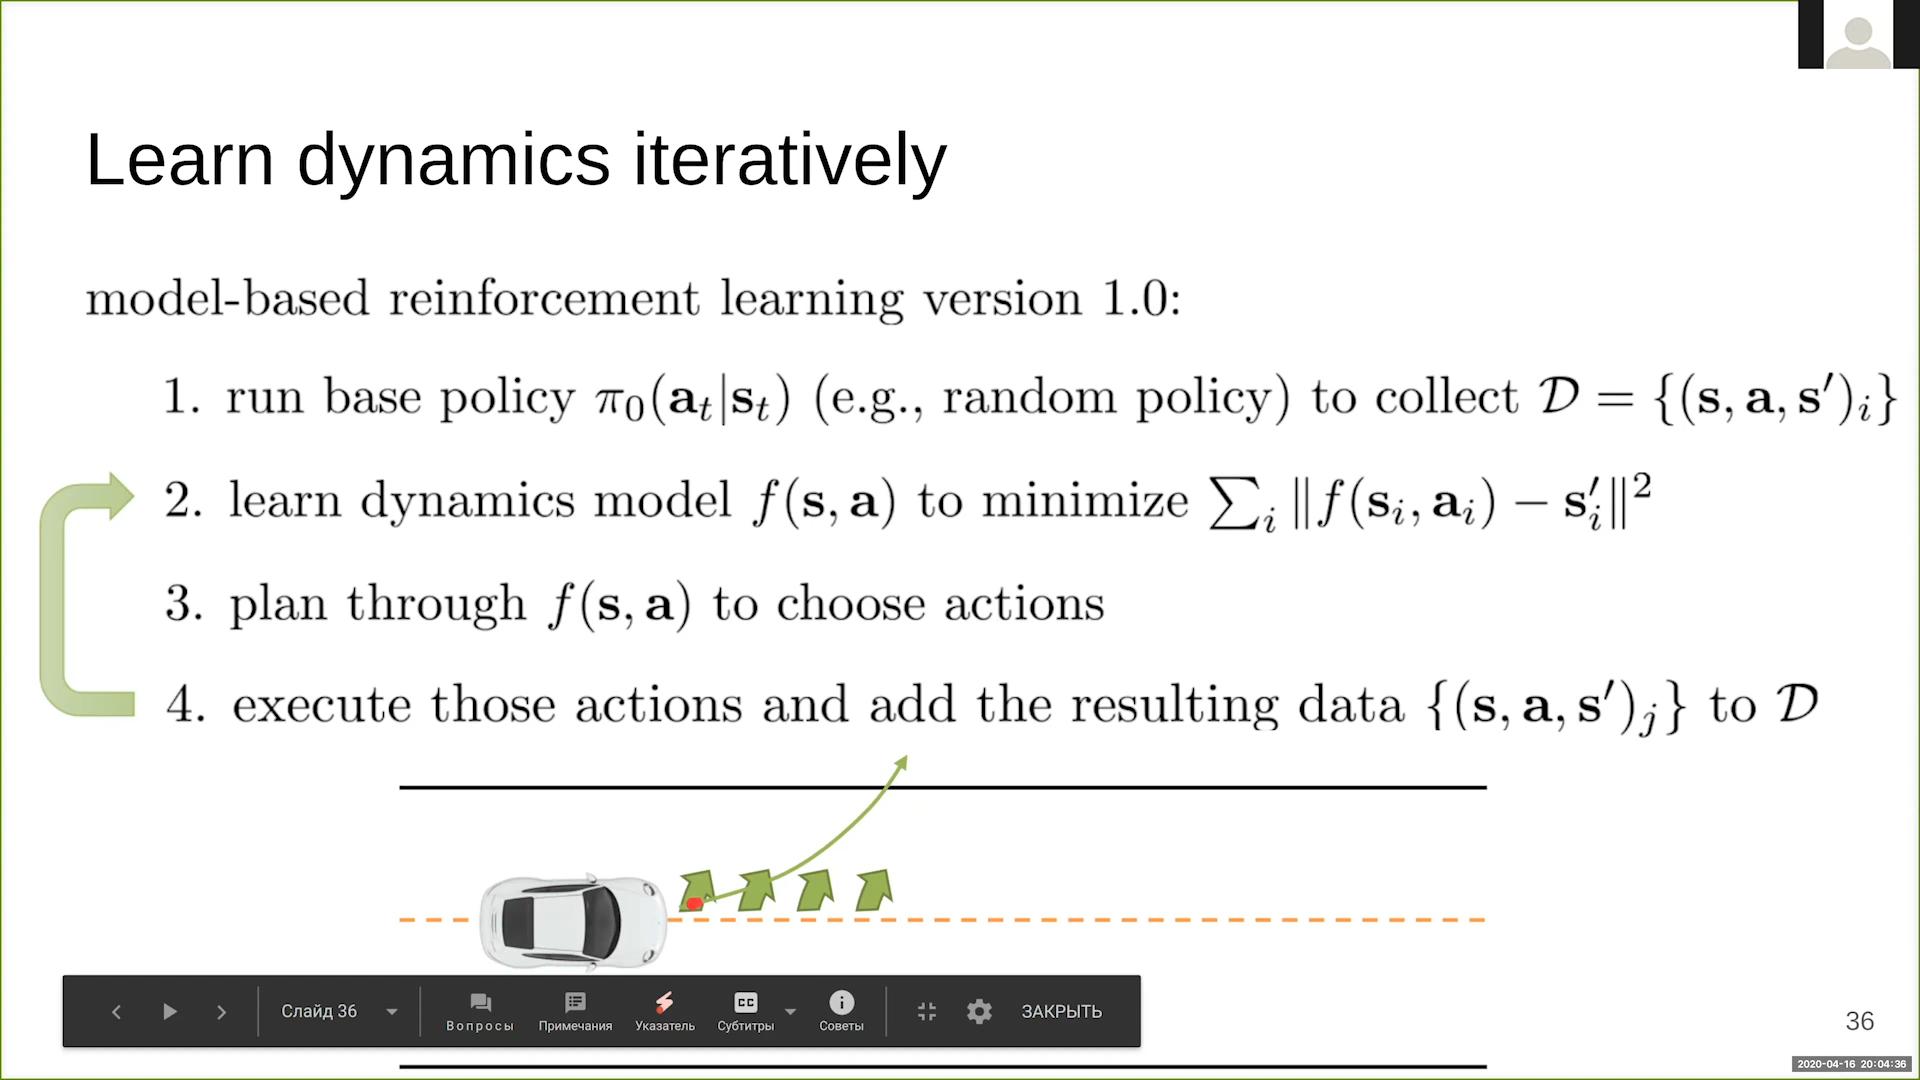 Learn dynamics iteratively
model-based reinforcement learning version 1.0:
1. run base policy π₀(aₜ|sₜ) (e.g., random policy) to collect 𝒟 = {(s, a, s′)ᵢ}
2. learn dynamics model f(s, a) to minimize ∑ᵢ ‖f(sᵢ, aᵢ) − s′ᵢ‖²
3. plan through f(s, a) to choose actions
4. execute those actions and add the resulting data {(s, a, s′)ⱼ} to 𝒟
Слайд 36
Вопросы
Примечания
Указатель
CC
Субтитры
Советы
ЗАКРЫТЬ
36
2020-04-16 20:04:36